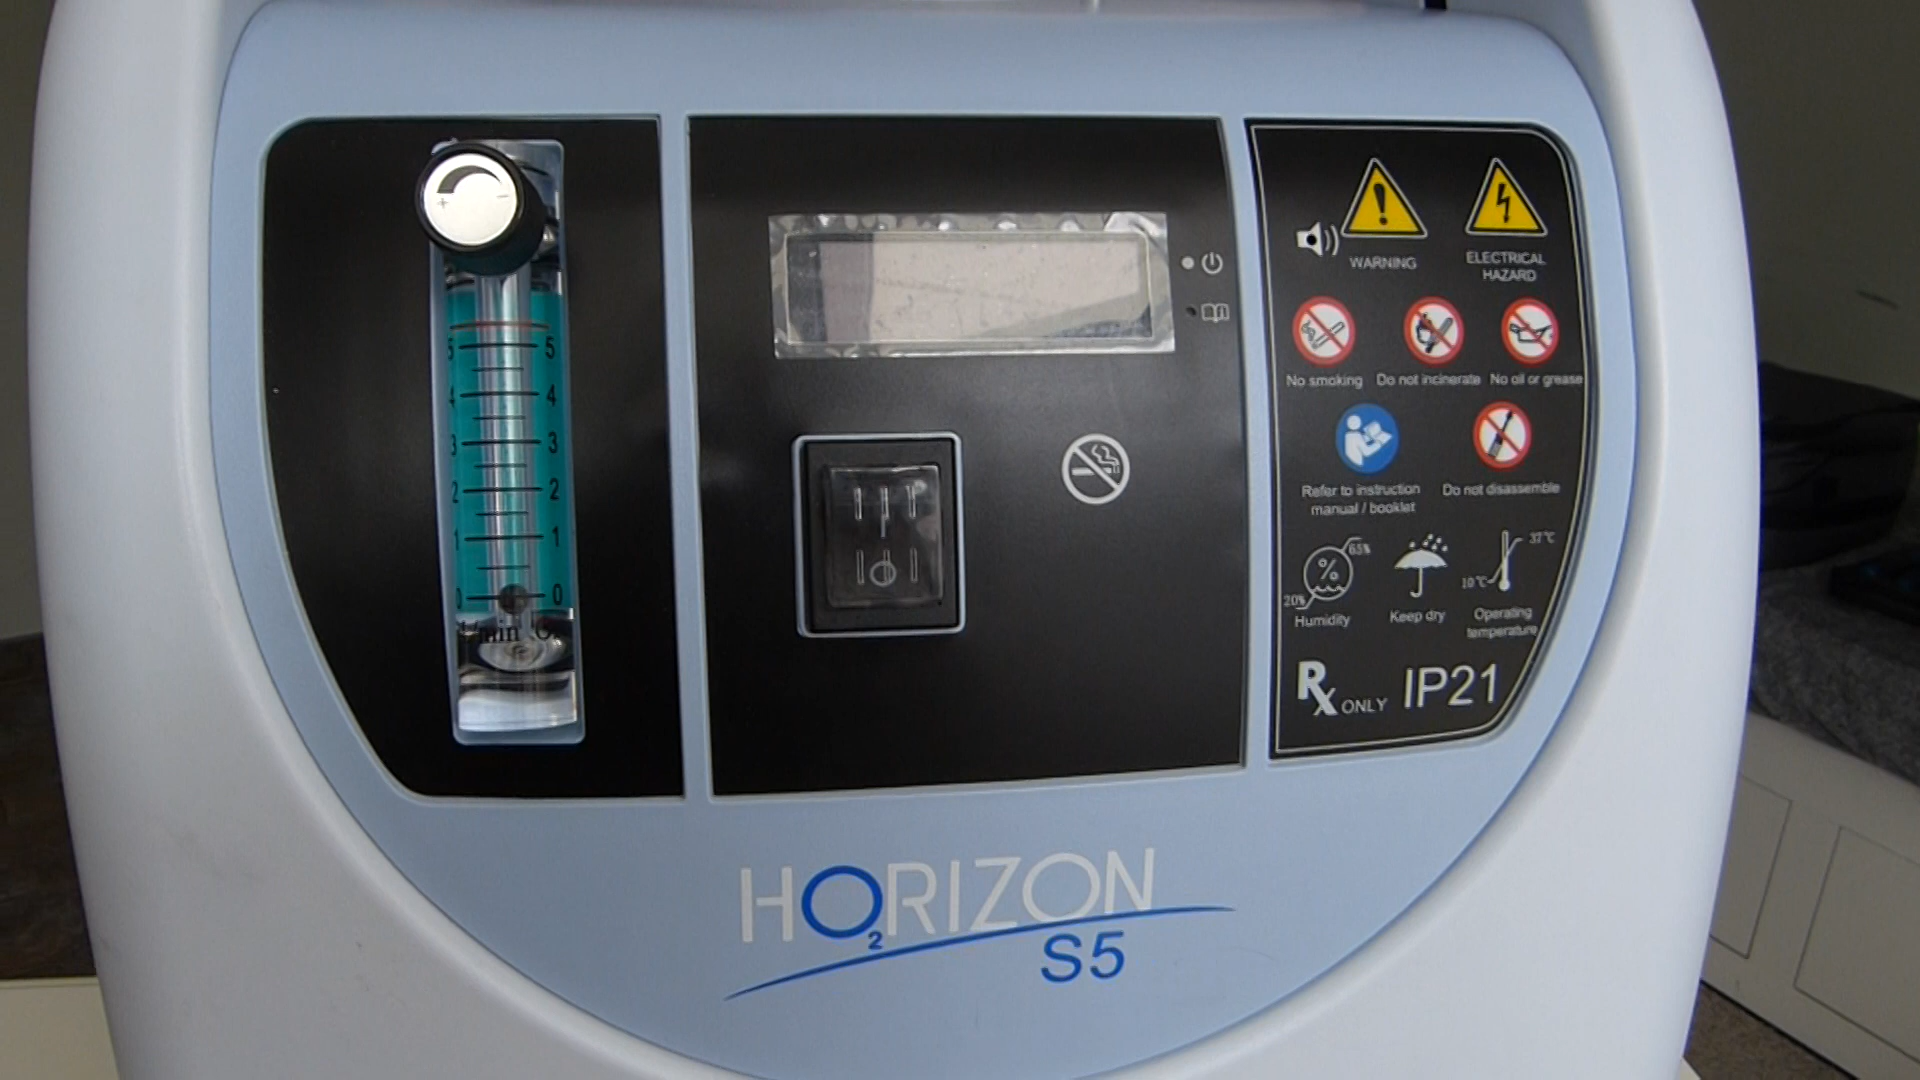 5 5
4 4
3 3
2 2
1 1
0 0
l/min O
WARNING
ELECTRICAL
HAZARD
No smoking
Do not incinerate
No oil or grease
Refer to instruction
manual / booklet
Do not disassemble
65%
%
20%
Humidity
Keep dry
37℃
10℃
Operating
temperature
Rx ONLY IP21
HO₂RIZON
S5